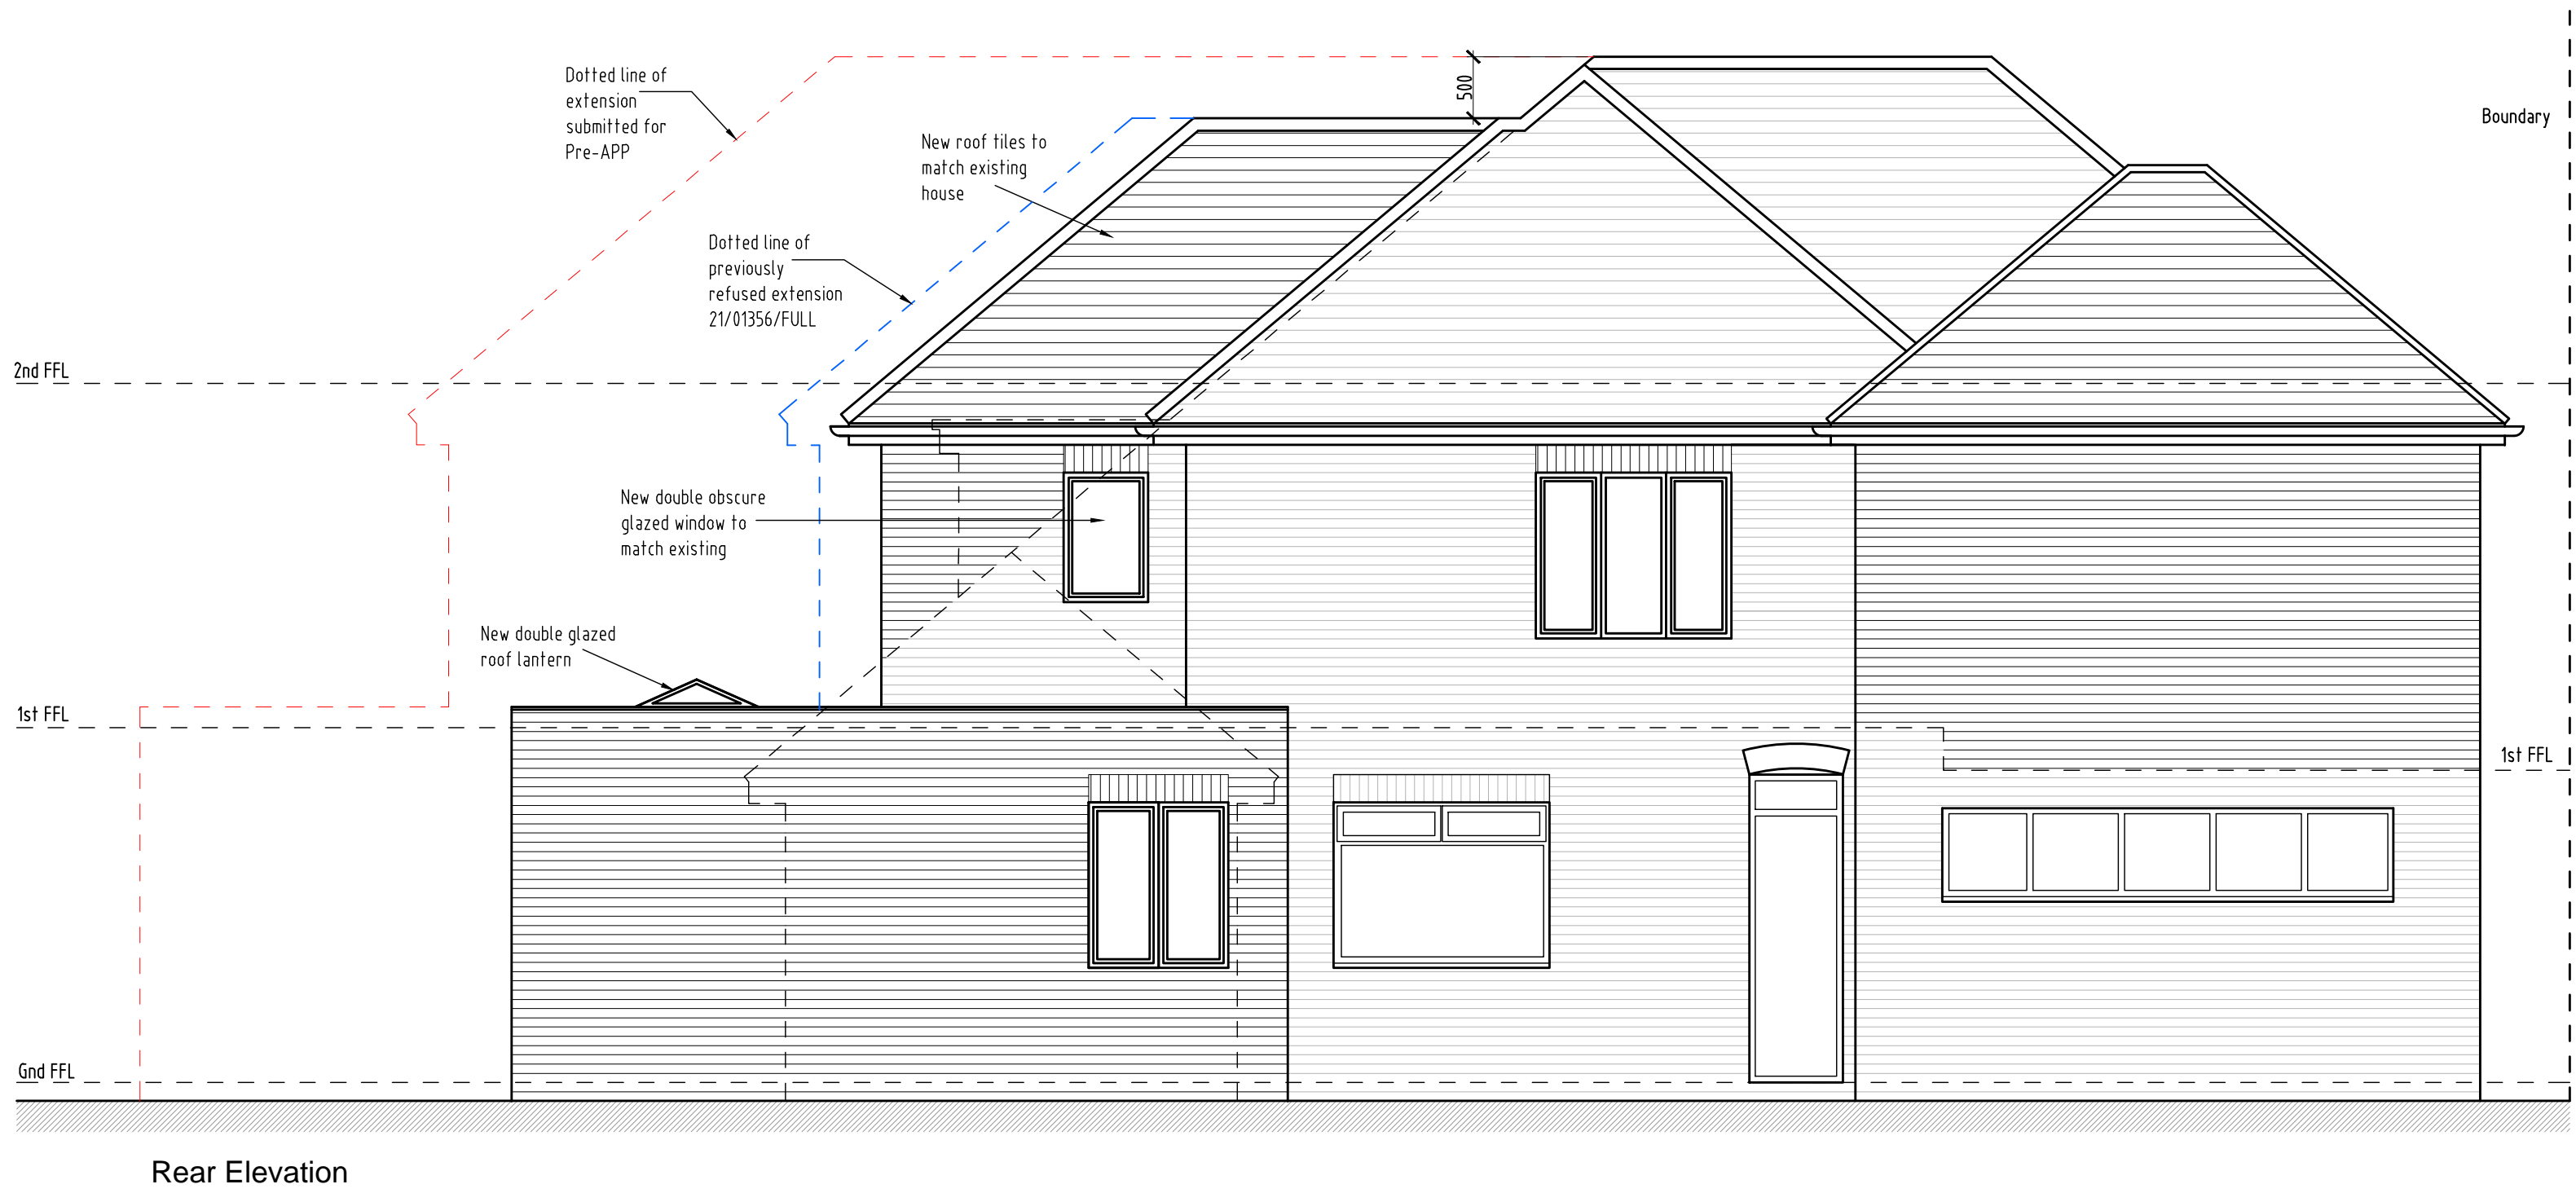 Dotted line of
extension
submitted for
Pre-APP
500
Boundary
New roof tiles to
match existing
house
Dotted line of
previously
refused extension
21/01356/FULL
2nd FFL
New double obscure
glazed window to
match existing
New double glazed
roof lantern
1st FFL
1st FFL
Gnd FFL
Rear Elevation